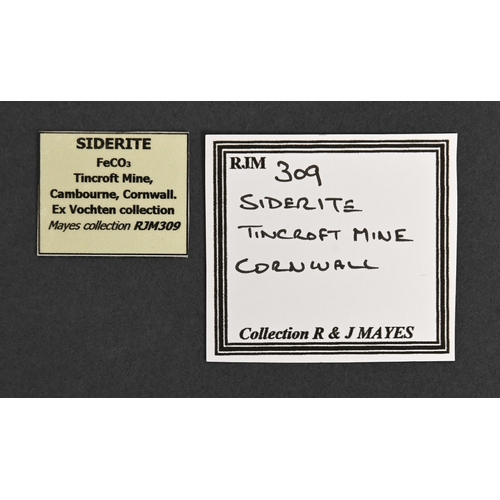 SIDERITE
FeCO₃
Tincroft Mine,
Cambourne, Cornwall.
Ex Vochten collection
Mayes collection RJM309
RJM 309
SIDERITE
TINCROFT MINE
CORNWALL
Collection R & J MAYES